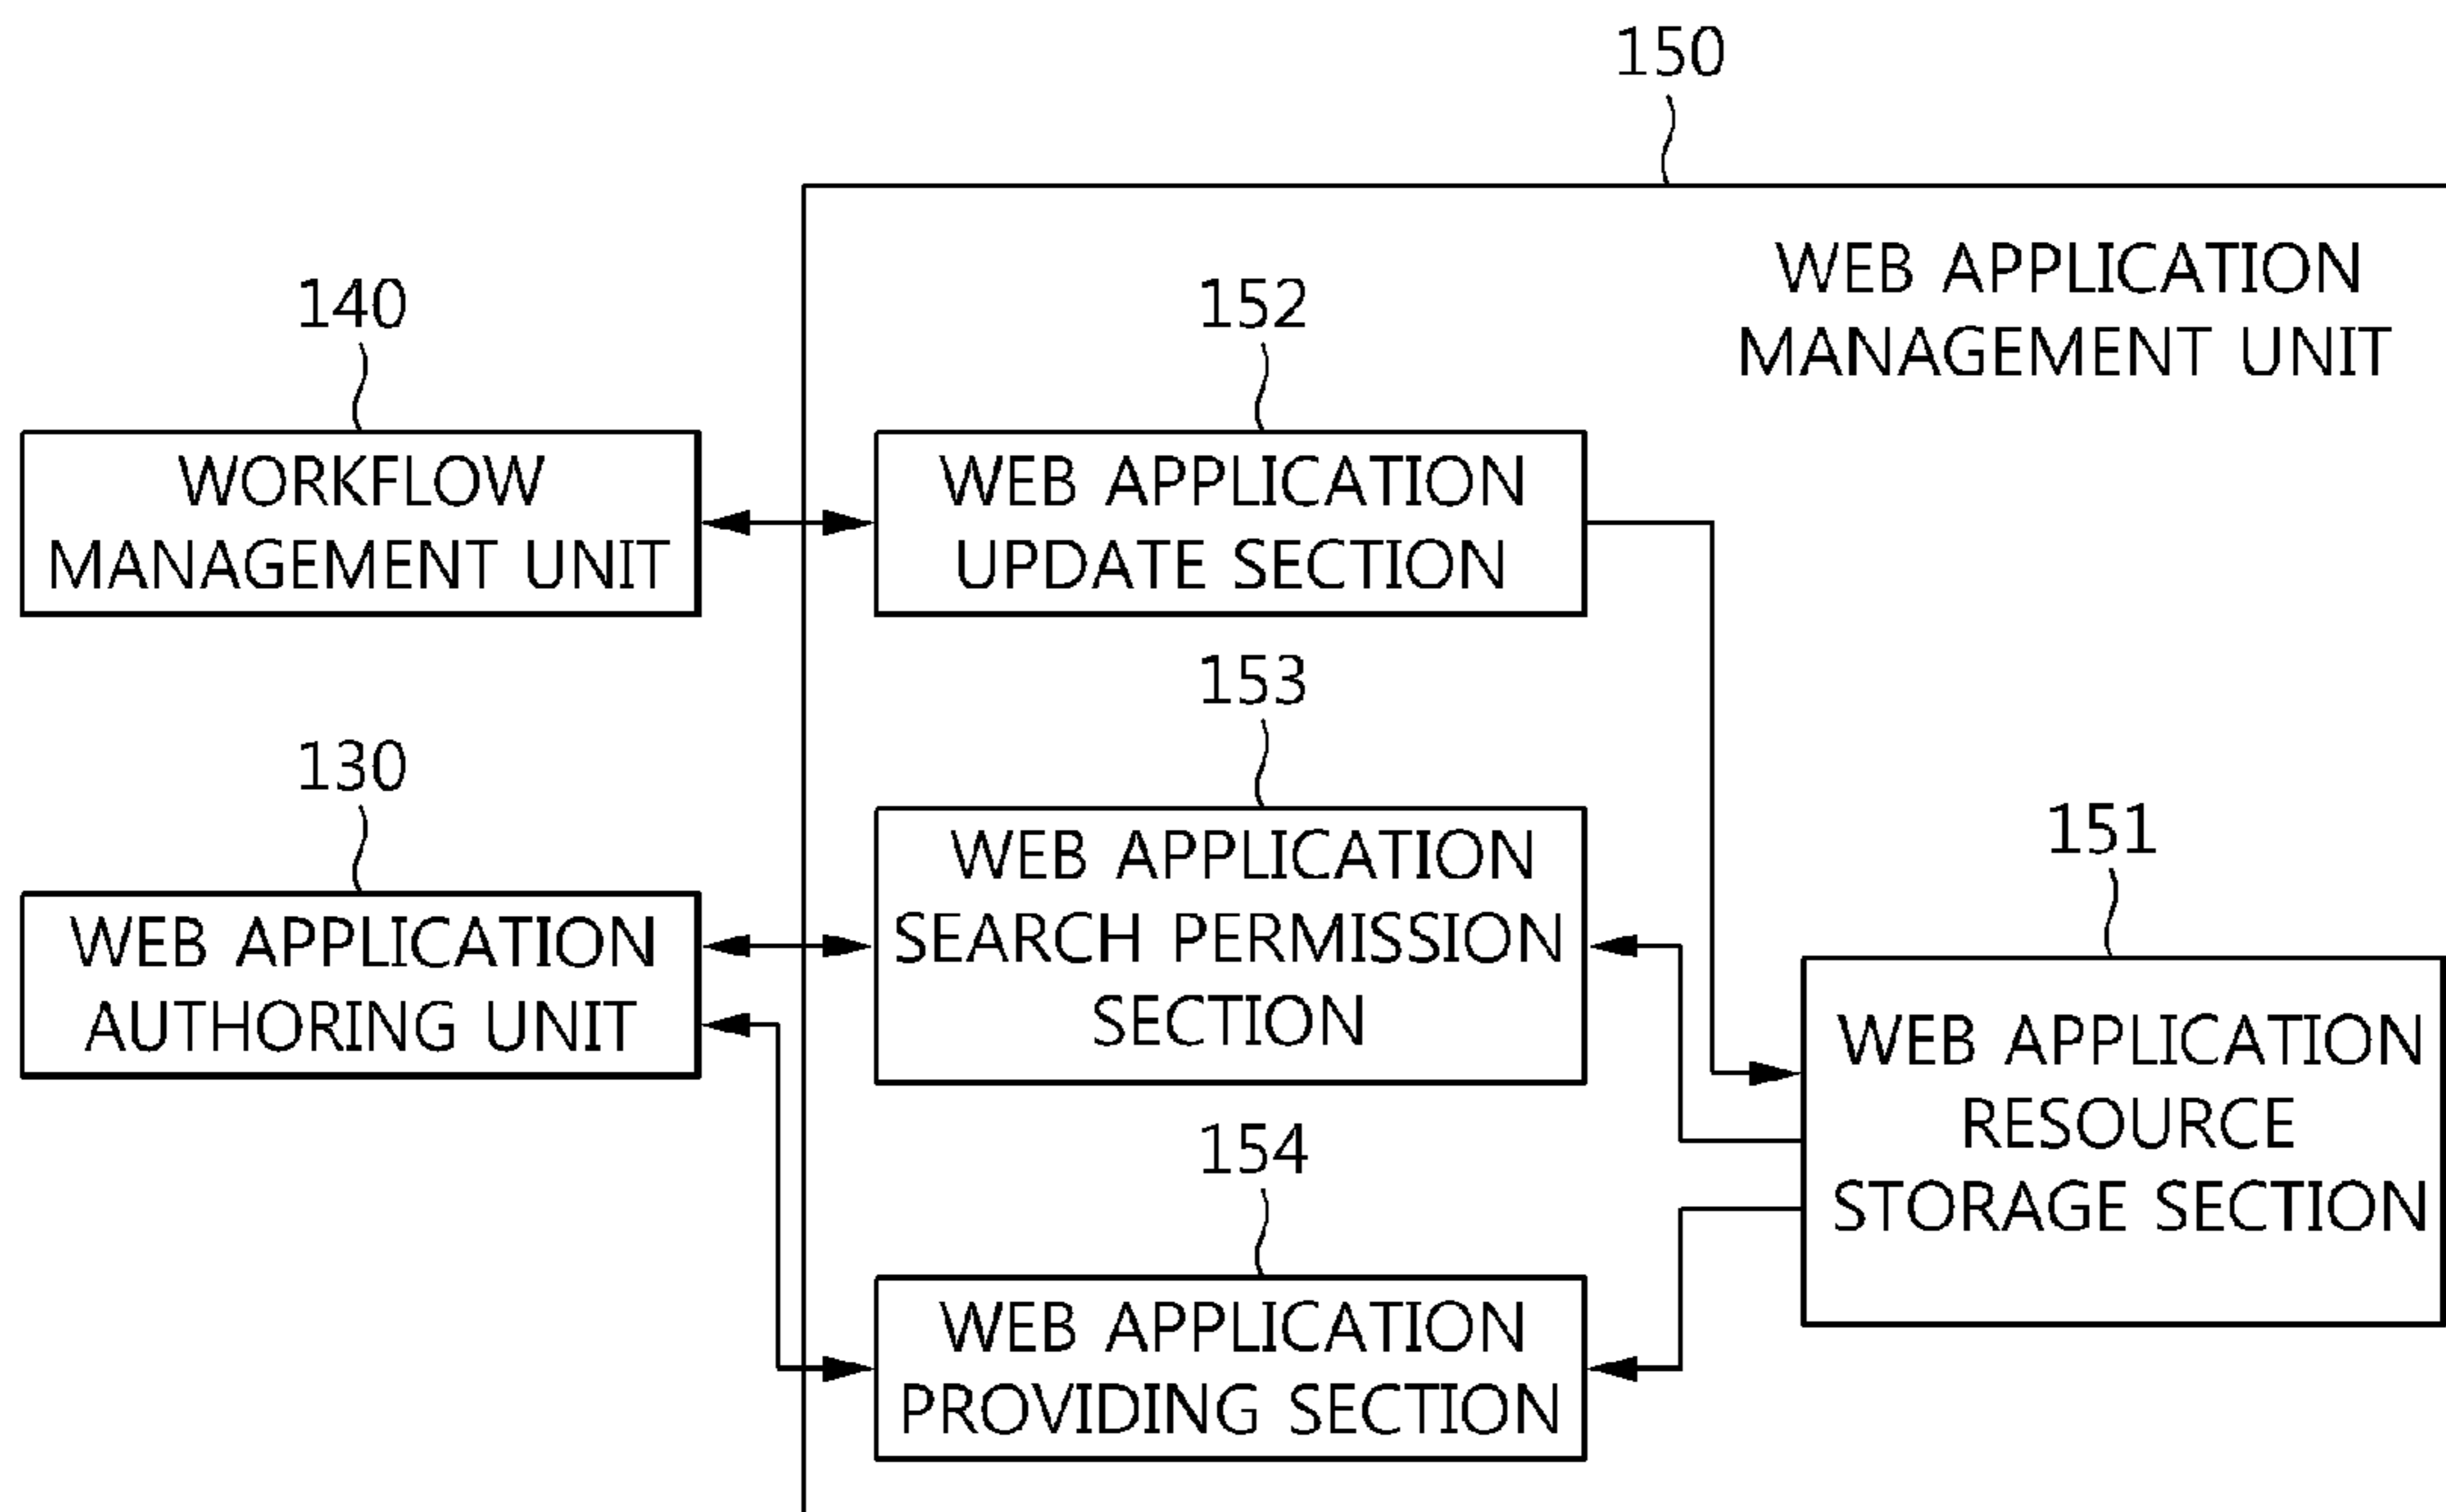 150
WEB APPLICATION
MANAGEMENT UNIT
140
WORKFLOW
MANAGEMENT UNIT
152
WEB APPLICATION
UPDATE SECTION
130
WEB APPLICATION
AUTHORING UNIT
153
WEB APPLICATION
SEARCH PERMISSION
SECTION
151
WEB APPLICATION
RESOURCE
STORAGE SECTION
154
WEB APPLICATION
PROVIDING SECTION